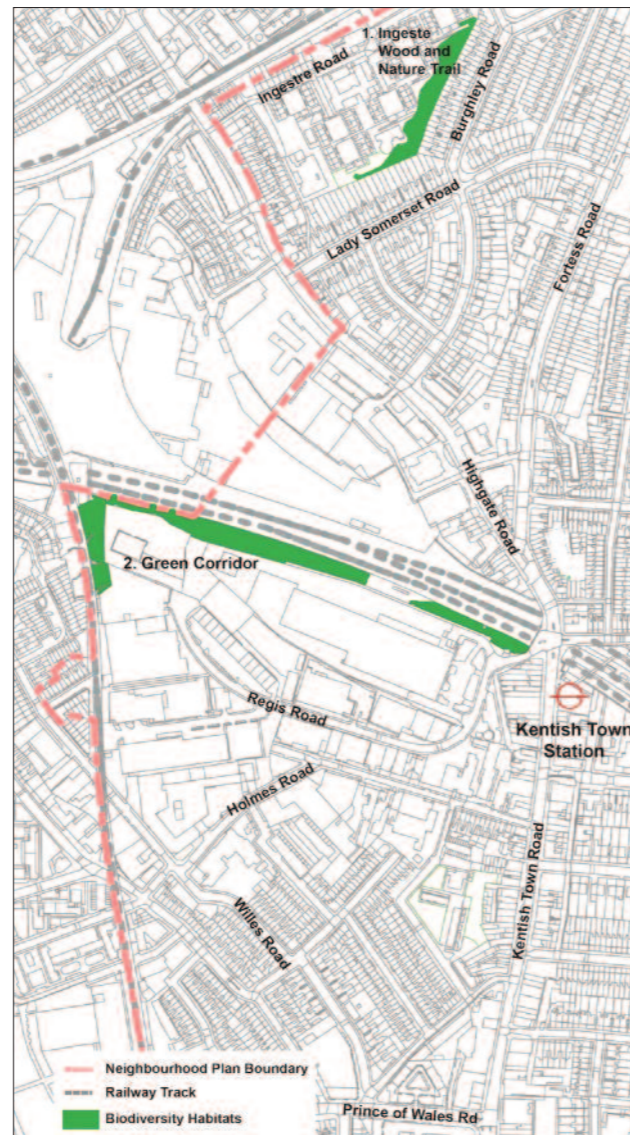 1. Ingeste
Wood and
Nature Trail
Ingestre Road
Burghley Road
Lady Somerset Road
Fortess Road
Highgate Road
2. Green Corridor
Regis Road
Kentish Town
Station
Holmes Road
Willes Road
Kentish Town Road
Neighbourhood Plan Boundary
Railway Track
Biodiversity Habitats
Prince of Wales Rd